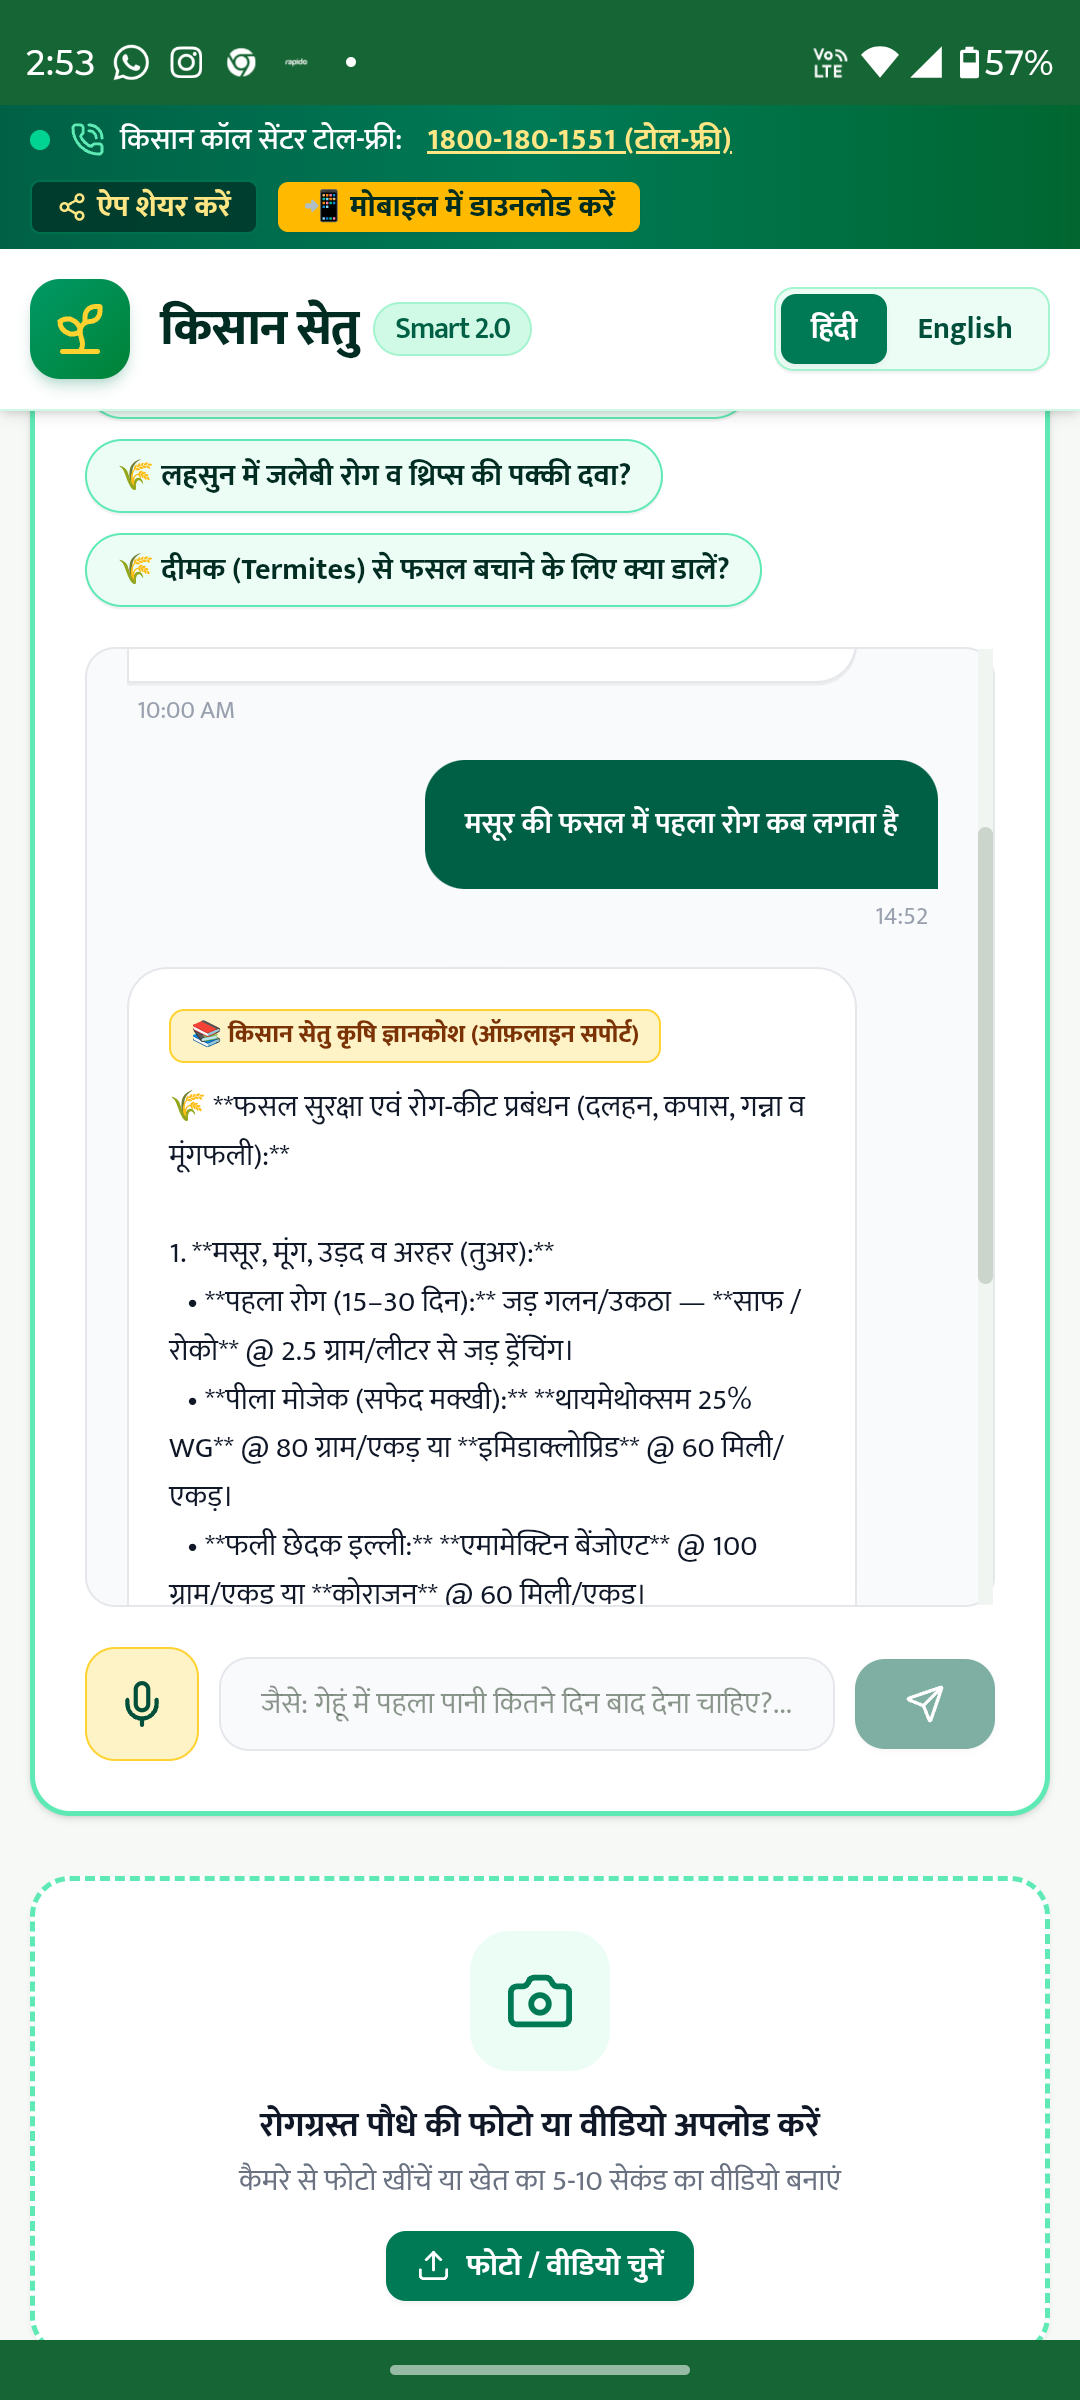 2:53 rapido VoLTE 57%
किसान कॉल सेंटर टोल-फ्री: 1800-180-1551 (टोल-फ्री)
ऐप शेयर करें 📲 मोबाइल में डाउनलोड करें
किसान सेतु Smart 2.0 हिंदी English
🌾 लहसुन में जलेबी रोग व थ्रिप्स की पक्की दवा?
🌾 दीमक (Termites) से फसल बचाने के लिए क्या डालें?
10:00 AM
मसूर की फसल में पहला रोग कब लगता है
14:52
📚 किसान सेतु कृषि ज्ञानकोश (ऑफ़लाइन सपोर्ट)
🌾 **फसल सुरक्षा एवं रोग-कीट प्रबंधन (दलहन, कपास, गन्ना व
मूंगफली):**
1. **मसूर, मूंग, उड़द व अरहर (तुअर):**
• **पहला रोग (15–30 दिन):** जड़ गलन/उकठा — **साफ /
रोको** @ 2.5 ग्राम/लीटर से जड़ ड्रेंचिंग।
• **पीला मोजेक (सफेद मक्खी):** **थायमेथोक्सम 25%
WG** @ 80 ग्राम/एकड़ या **इमिडाक्लोप्रिड** @ 60 मिली/
एकड़।
• **फली छेदक इल्ली:** **एमामेक्टिन बेंजोएट** @ 100
ग्राम/एकड़ या **कोराजन** @ 60 मिली/एकड़।
जैसे: गेहूं में पहला पानी कितने दिन बाद देना चाहिए?...
रोगग्रस्त पौधे की फोटो या वीडियो अपलोड करें
कैमरे से फोटो खींचें या खेत का 5-10 सेकंड का वीडियो बनाएं
फोटो / वीडियो चुनें